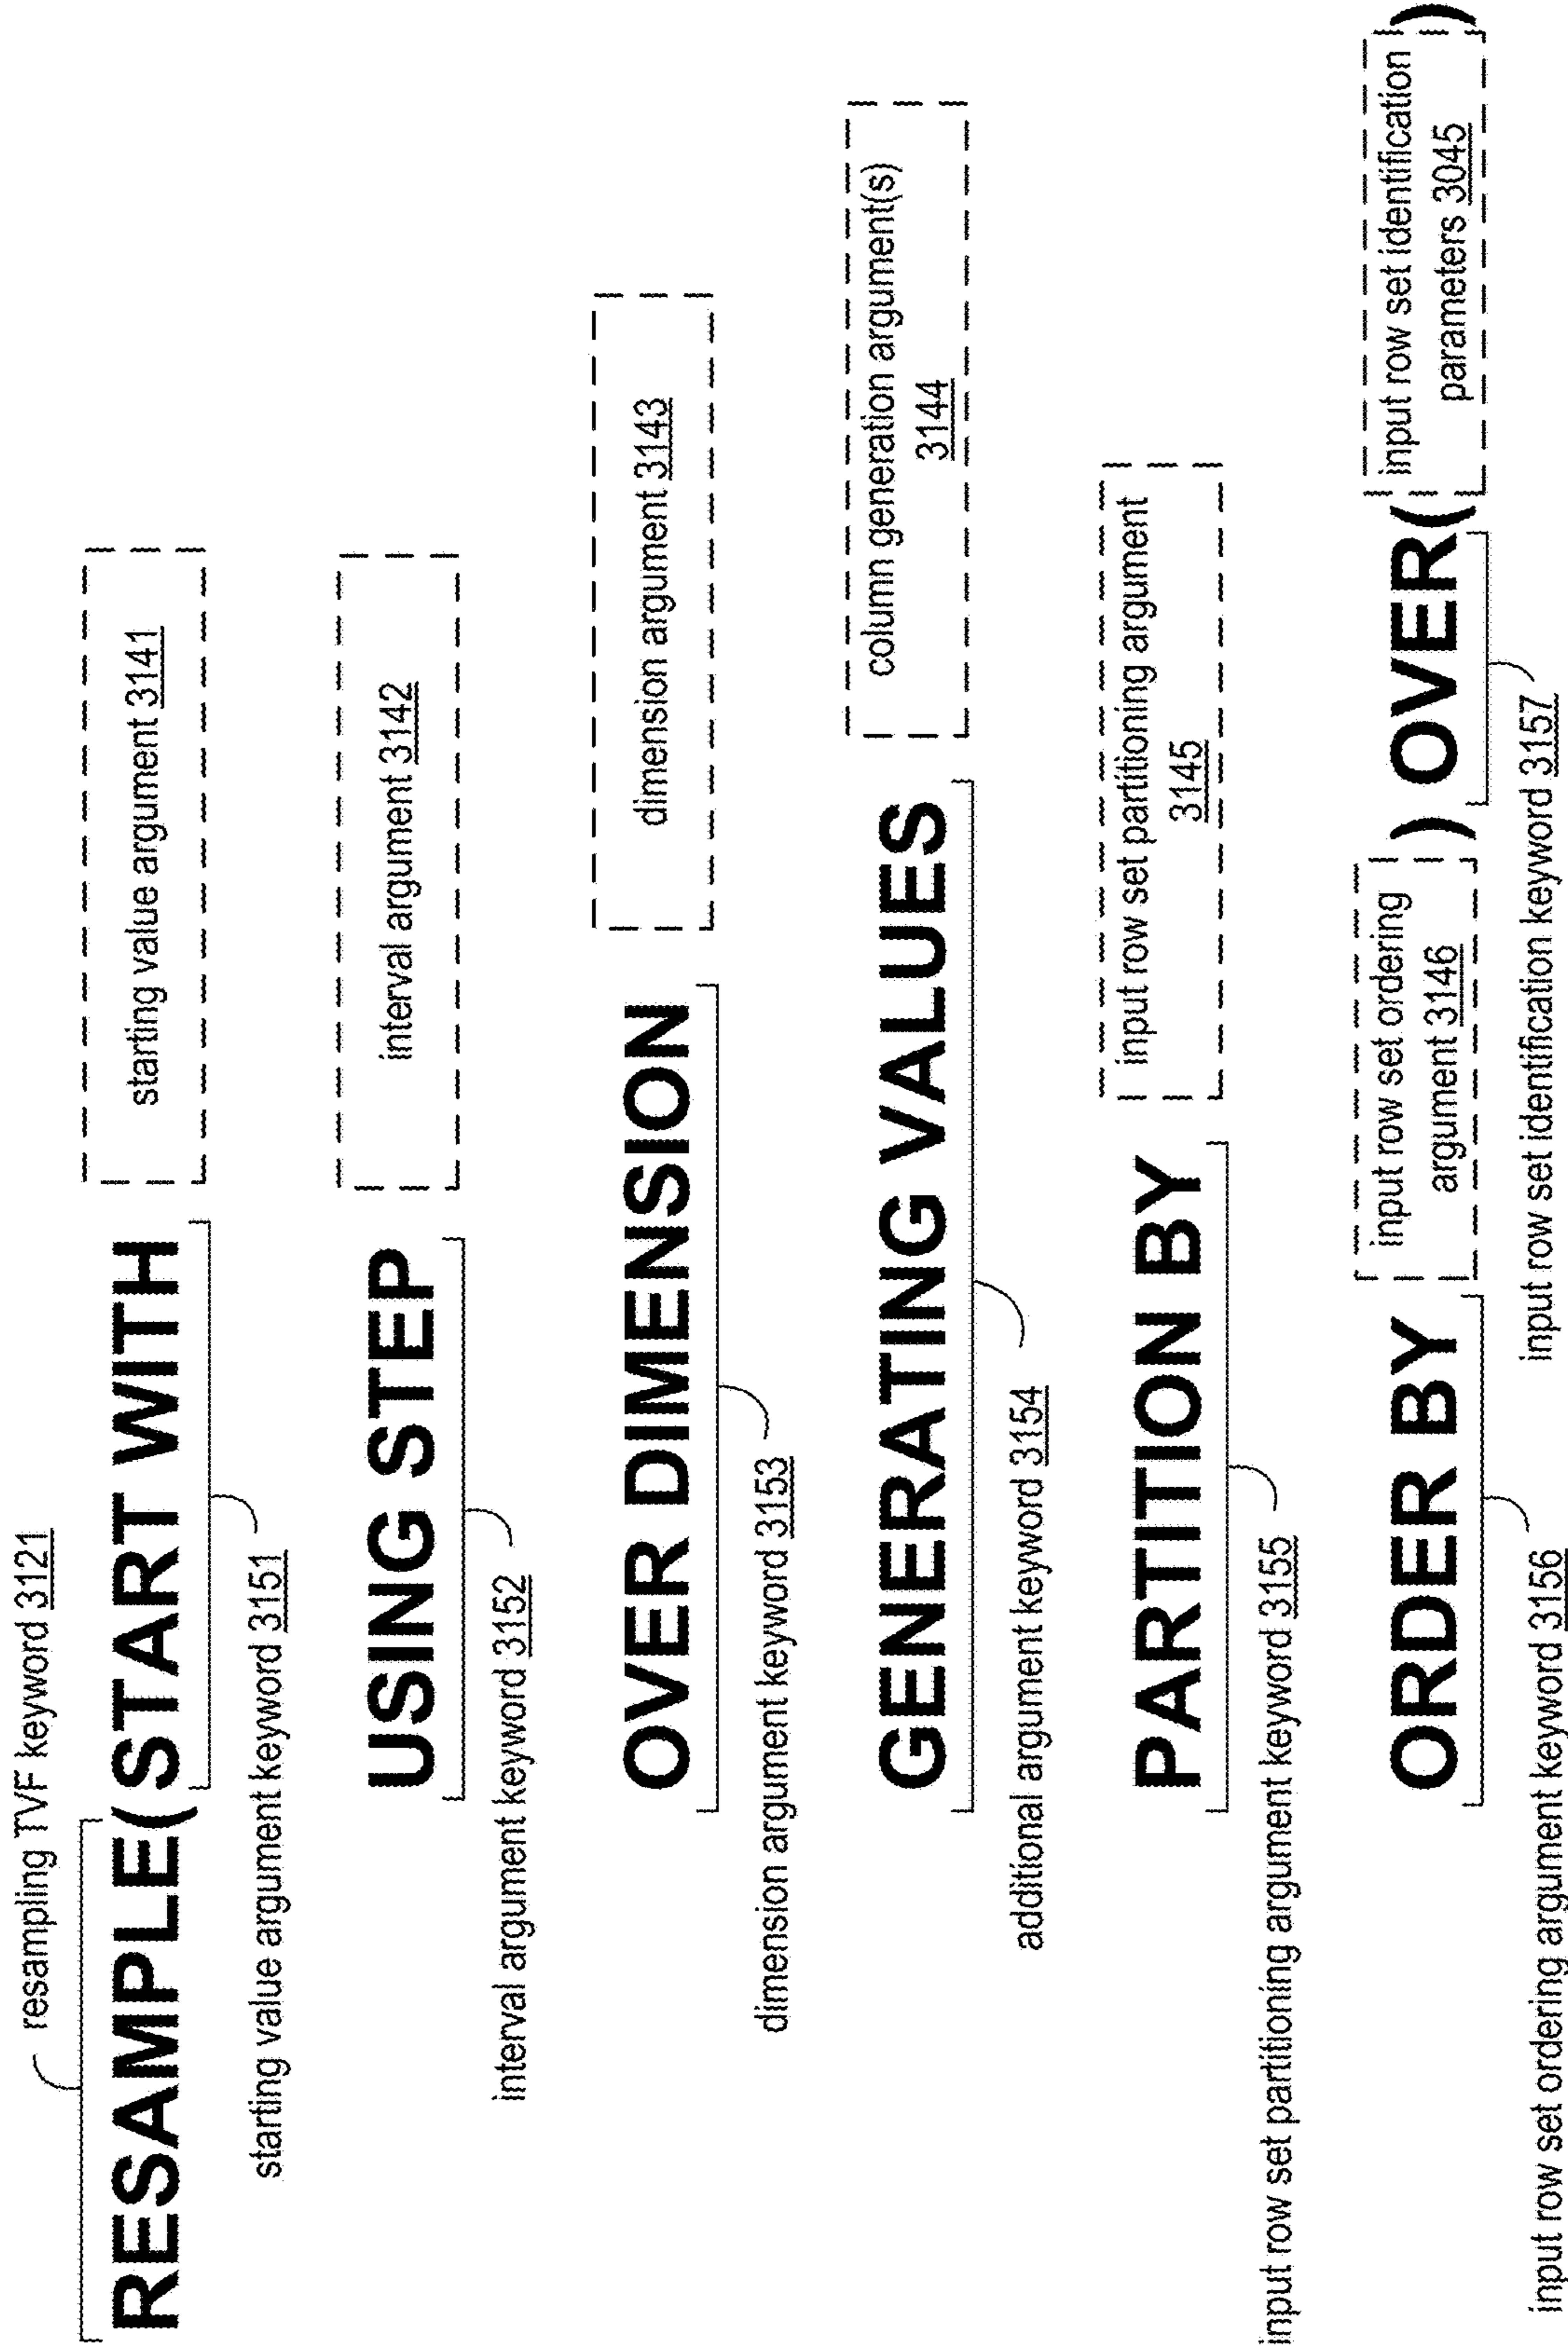 resampling TVF keyword 3121
RESAMPLE(START WITH
starting value argument 3141
starting value argument keyword 3151
USING STEP
interval argument 3142
interval argument keyword 3152
OVER DIMENSION
dimension argument 3143
dimension argument keyword 3153
GENERATING VALUES
column generation argument(s)
3144
additional argument keyword 3154
PARTITION BY
input row set partitioning argument
3145
input row set partitioning argument keyword 3155
ORDER BY
input row set ordering
argument 3146
) OVER(
input row set identification
parameters 3045
)
input row set ordering argument keyword 3156
input row set identification keyword 3157